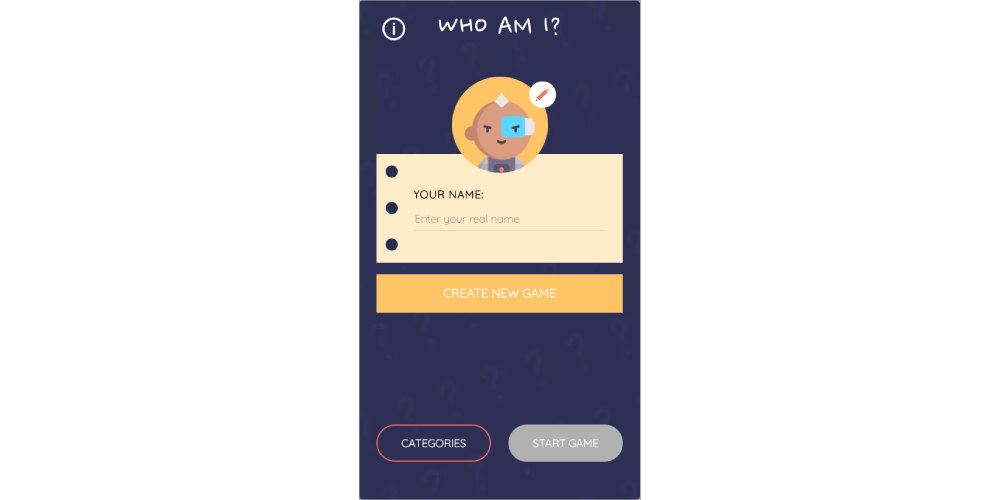 WHO AM I?
YOUR NAME:
Enter your real name
CREATE NEW GAME
CATEGORIES
START GAME